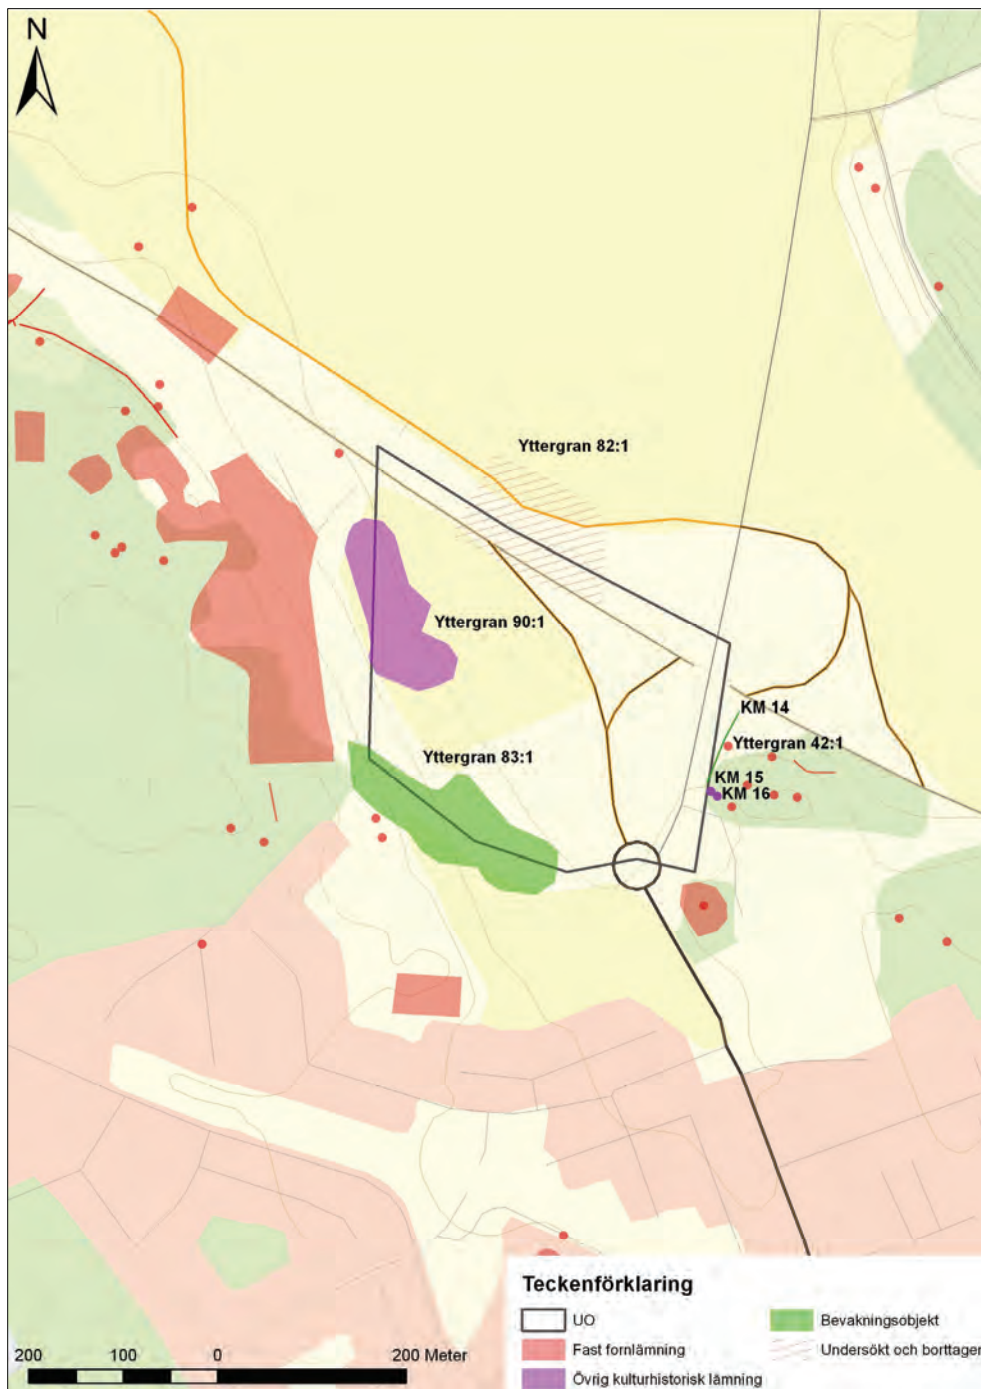 N
Yttergran 82:1
Yttergran 90:1
KM 14
Yttergran 42:1
Yttergran 83:1
KM 15
KM 16
Teckenförklaring
UO
Fast fornlämning
Övrig kulturhistorisk lämning
Bevakningsobjekt
Undersökt och borttagen
200 100 0 200 Meter